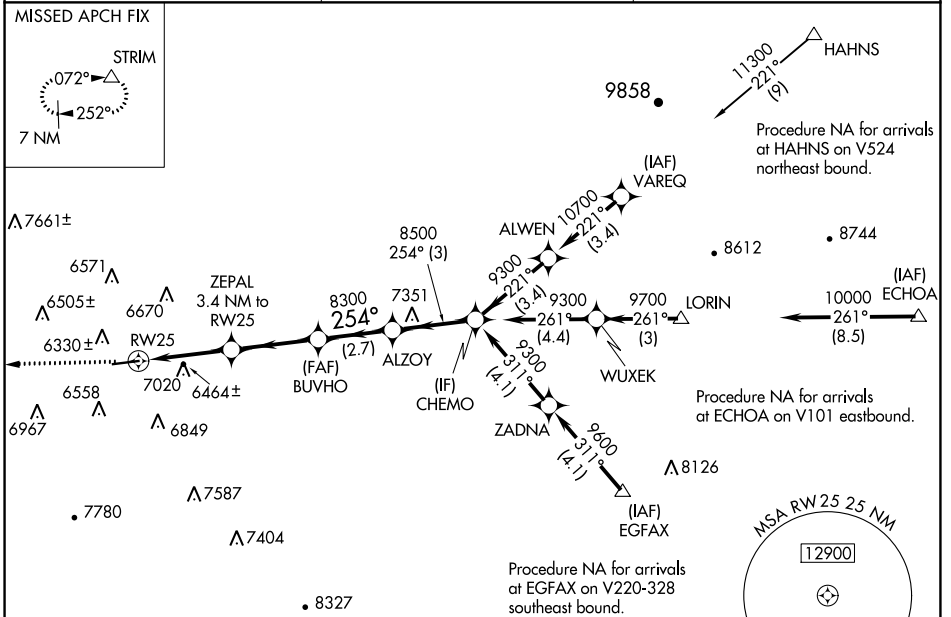 MISSED APCH FIX
STRIM
072°
252°
7 NM
HAHNS
11300
221°
(9)
9858
Procedure NA for arrivals
at HAHNS on V524
northeast bound.
(IAF)
VAREQ
10700
221°
(3.4)
ALWEN
7661±
8500
254° (3)
9300
221°
(3.4)
8612
8744
6571
6505±
6670
6330±
ZEPAL
3.4 NM to
RW25
8300
254°
(2.7)
7351
9300
261°
(4.4)
9700
261°
(3)
LORIN
(IAF)
ECHOA
10000
261°
(8.5)
RW25
(FAF)
BUVHO
ALZOY
(IF)
CHEMO
WUXEK
7020
6464±
6558
6967
6849
9300
311°
(4.1)
ZADNA
Procedure NA for arrivals
at ECHOA on V101 eastbound.
9600
311°
(4.1)
8126
(IAF)
EGFAX
7587
7780
7404
8327
Procedure NA for arrivals
at EGFAX on V220-328
southeast bound.
MSA RW 25 25 NM
12900